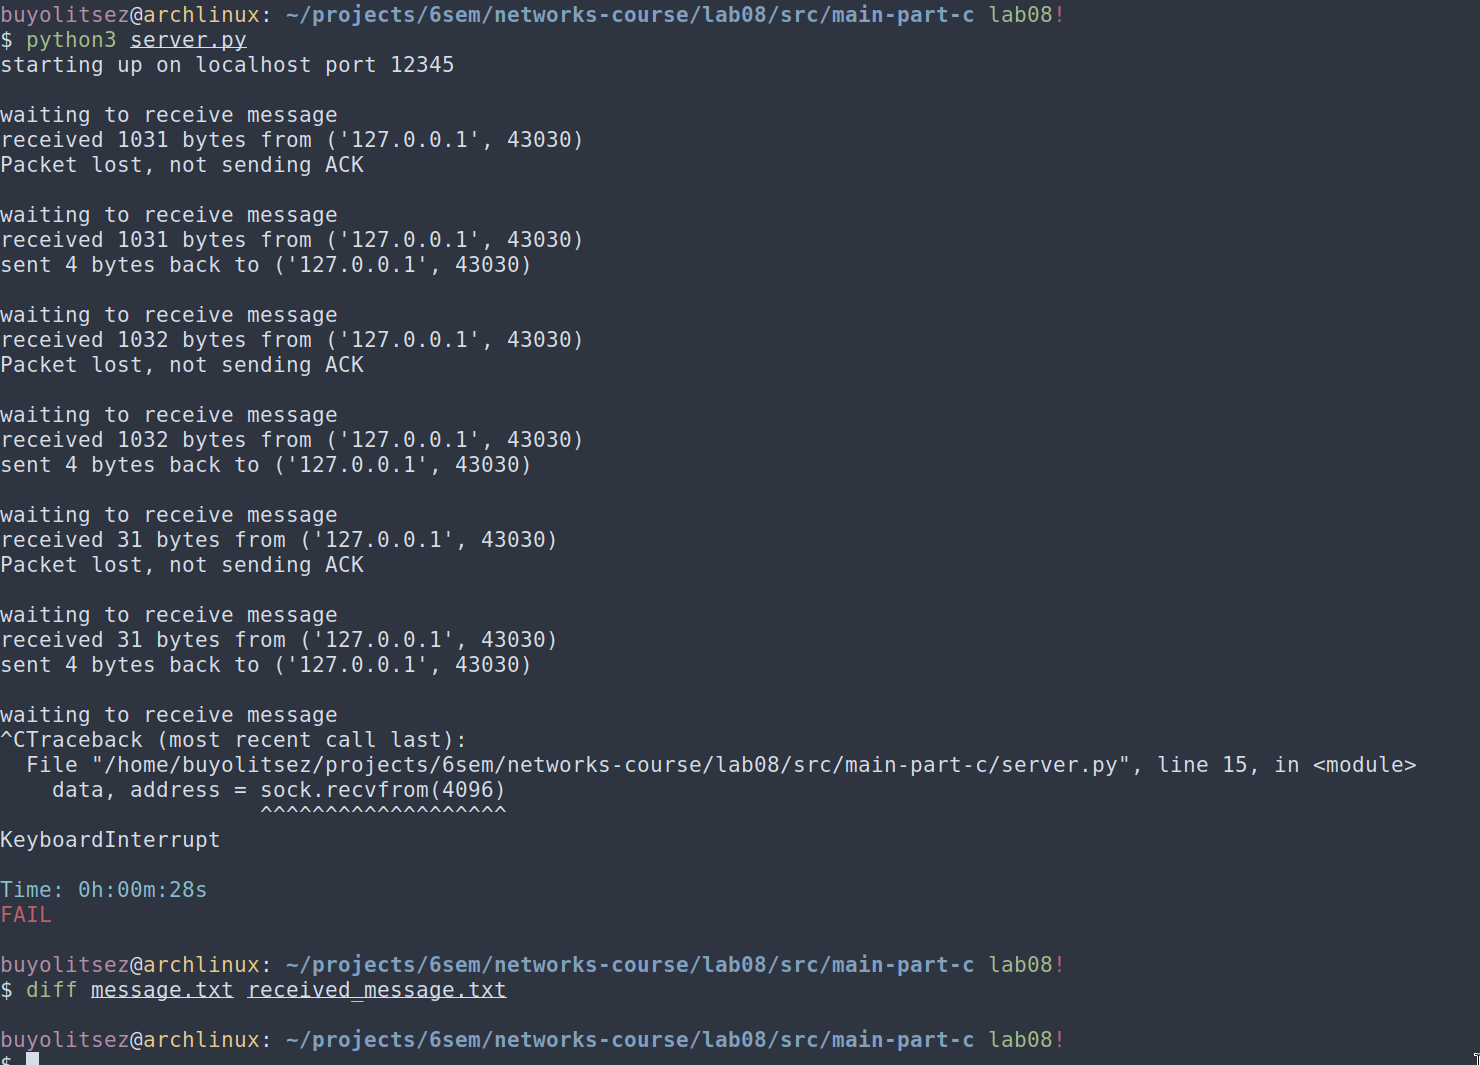 buyolitsez@archlinux: ~/projects/6sem/networks-course/lab08/src/main-part-c lab08!
$ python3 server.py
starting up on localhost port 12345
waiting to receive message
received 1031 bytes from ('127.0.0.1', 43030)
Packet lost, not sending ACK
waiting to receive message
received 1031 bytes from ('127.0.0.1', 43030)
sent 4 bytes back to ('127.0.0.1', 43030)
waiting to receive message
received 1032 bytes from ('127.0.0.1', 43030)
Packet lost, not sending ACK
waiting to receive message
received 1032 bytes from ('127.0.0.1', 43030)
sent 4 bytes back to ('127.0.0.1', 43030)
waiting to receive message
received 31 bytes from ('127.0.0.1', 43030)
Packet lost, not sending ACK
waiting to receive message
received 31 bytes from ('127.0.0.1', 43030)
sent 4 bytes back to ('127.0.0.1', 43030)
waiting to receive message
^CTraceback (most recent call last):
  File "/home/buyolitsez/projects/6sem/networks-course/lab08/src/main-part-c/server.py", line 15, in <module>
    data, address = sock.recvfrom(4096)
                    ^^^^^^^^^^^^^^^^^^^
KeyboardInterrupt
Time: 0h:00m:28s
FAIL
buyolitsez@archlinux: ~/projects/6sem/networks-course/lab08/src/main-part-c lab08!
$ diff message.txt received_message.txt
buyolitsez@archlinux: ~/projects/6sem/networks-course/lab08/src/main-part-c lab08!
$